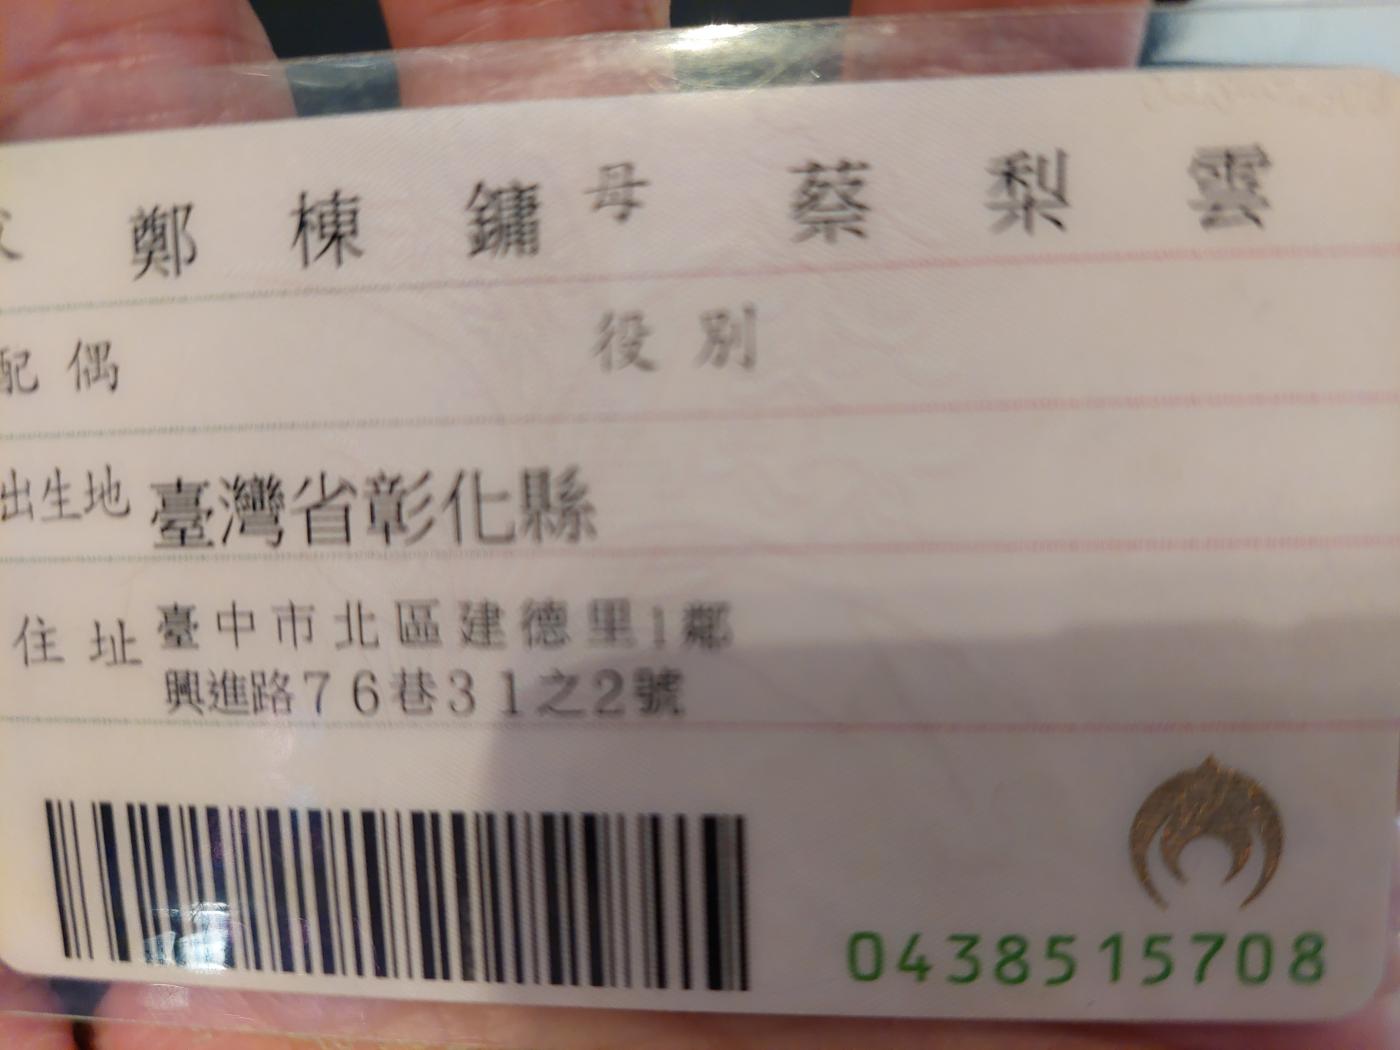 父 鄭棟鏞 母 蔡梨雲
配偶 役別
出生地 臺灣省彰化縣
住址 臺中市北區建德里1鄰
興進路76巷31之2號
0438515708